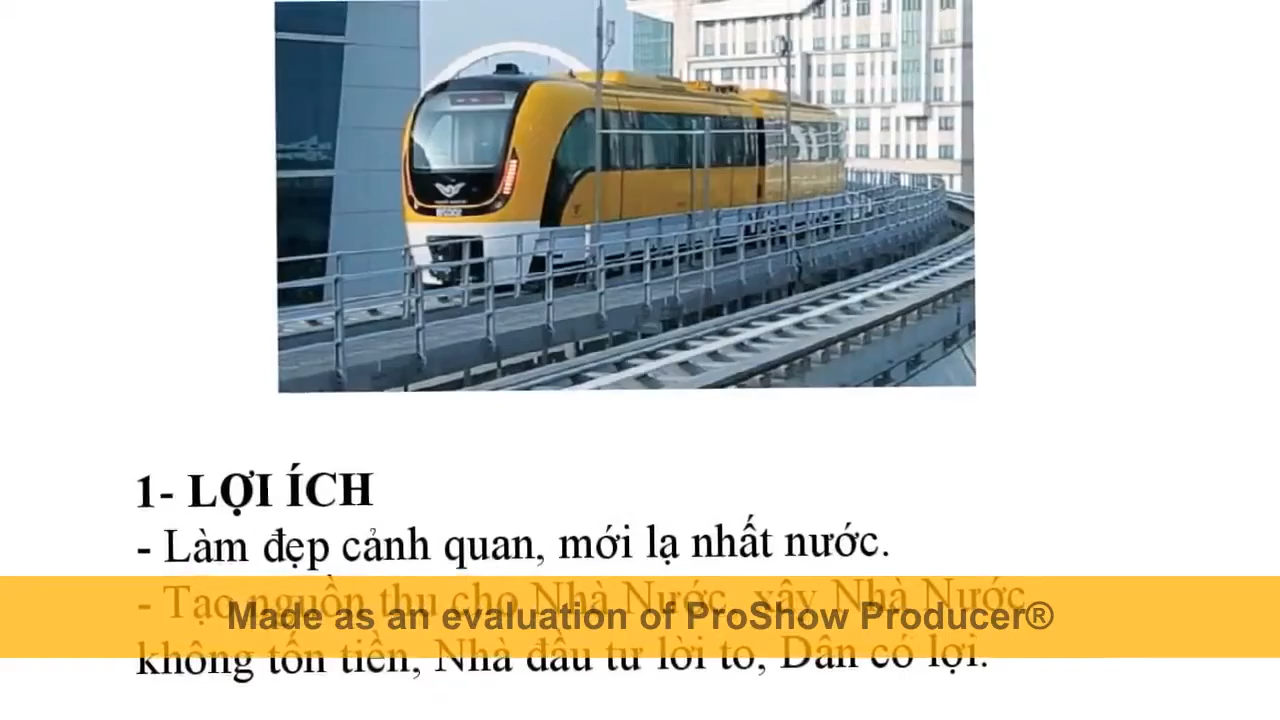 1- LỢI ÍCH
- Làm đẹp cảnh quan, mới lạ nhất nước.
- Tạo nguồn thu cho Nhà Nước, xây Nhà Nước
Made as an evaluation of ProShow Producer®
không tốn tiền, Nhà đầu tư lời to, Dân có lợi.